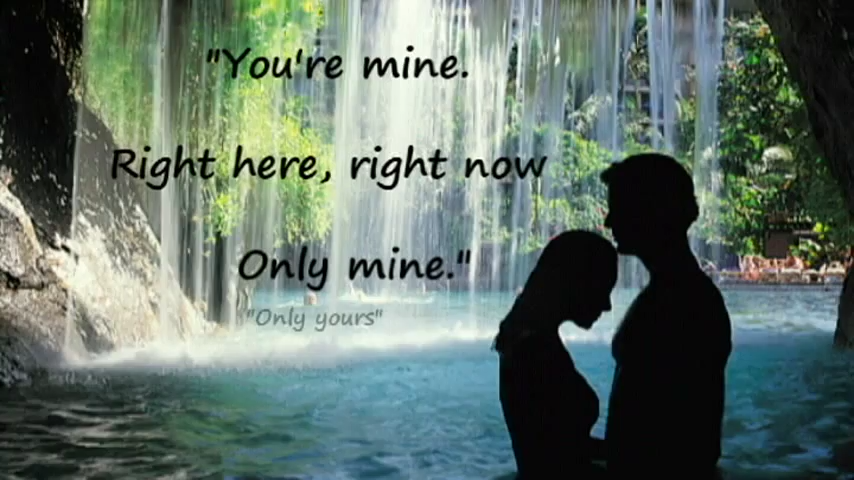 "You're mine.
Right here, right now
Only mine."
"Only yours"